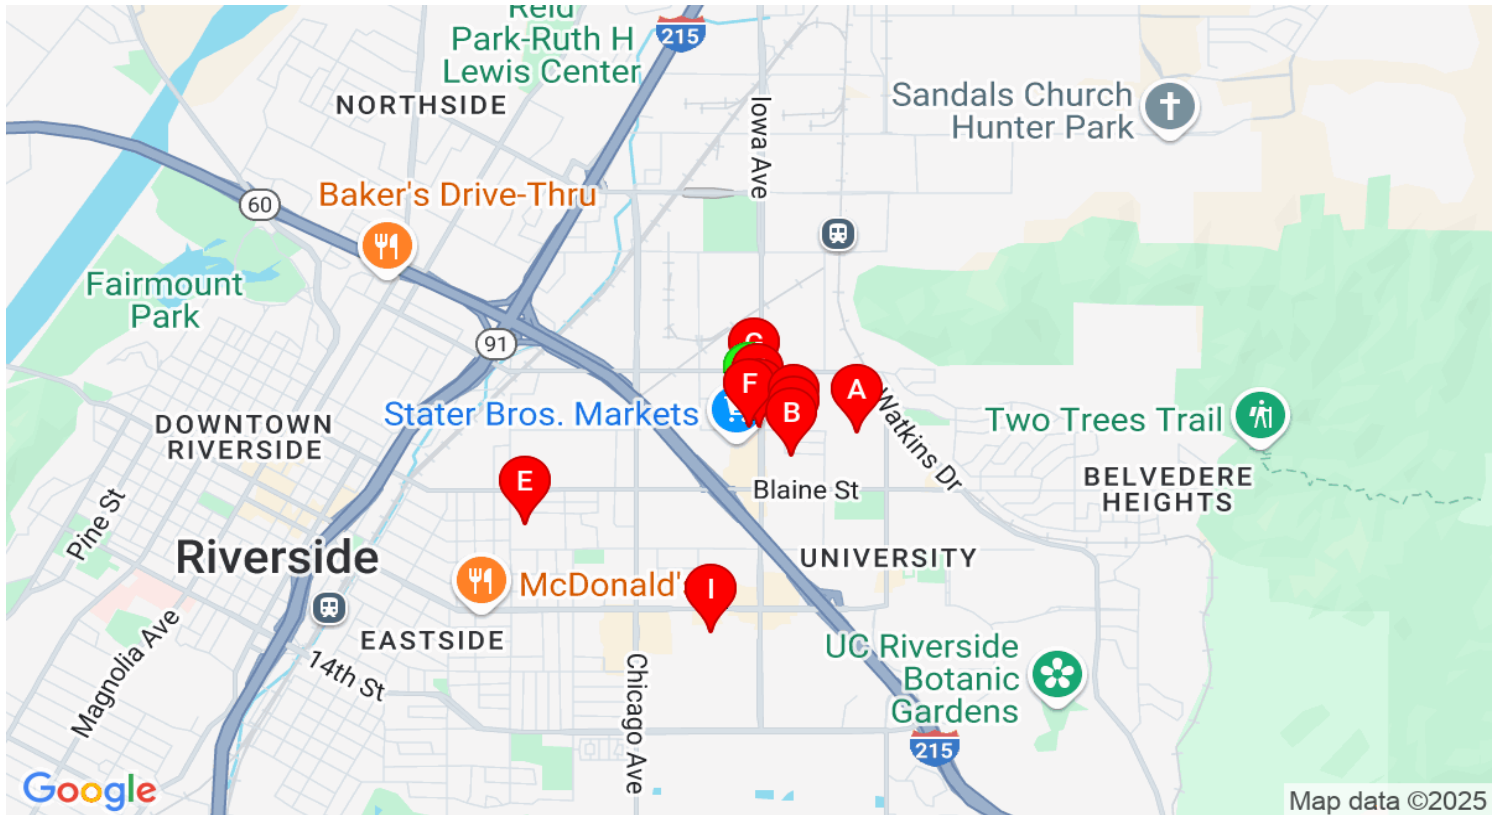 Reid
Park-Ruth H
Lewis Center
215
NORTHSIDE
Iowa Ave
Sandals Church
Hunter Park
60
Baker's Drive-Thru
Fairmount
Park
91
F
A
B
Stater Bros. Markets
Watkins Dr
Two Trees Trail
DOWNTOWN
RIVERSIDE
BELVEDERE
HEIGHTS
E
Blaine St
Pine St
Riverside
UNIVERSITY
McDonald's
I
EASTSIDE
Magnolia Ave
14th St
Chicago Ave
UC Riverside
Botanic
Gardens
215
Google
Map data ©2025